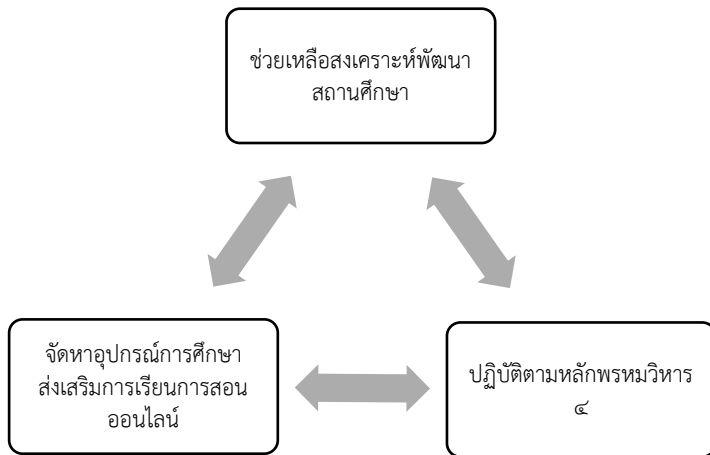 ช่วยเหลือสงเคราะห์พัฒนา
สถานศึกษา
จัดหาอุปกรณ์การศึกษา
ส่งเสริมการเรียนการสอน
ออนไลน์
ปฏิบัติตามหลักพรหมวิหาร
๔